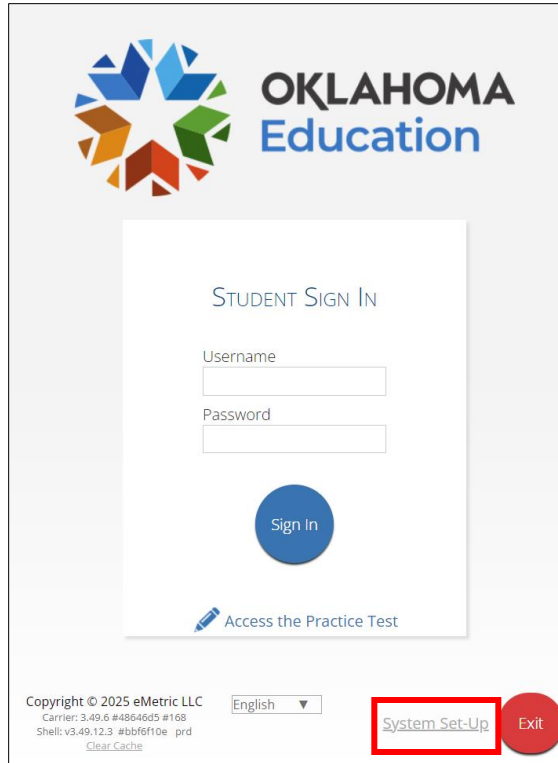 OKLAHOMA
Education
Student Sign In
Username
Password
Sign In
Access the Practice Test
Copyright © 2025 eMetric LLC
Carrier: 3.49.6 #48646d5 #168
Shell: v3.49.12.3 #bbf6f10e prd
Clear Cache
English ▼
System Set-Up
Exit